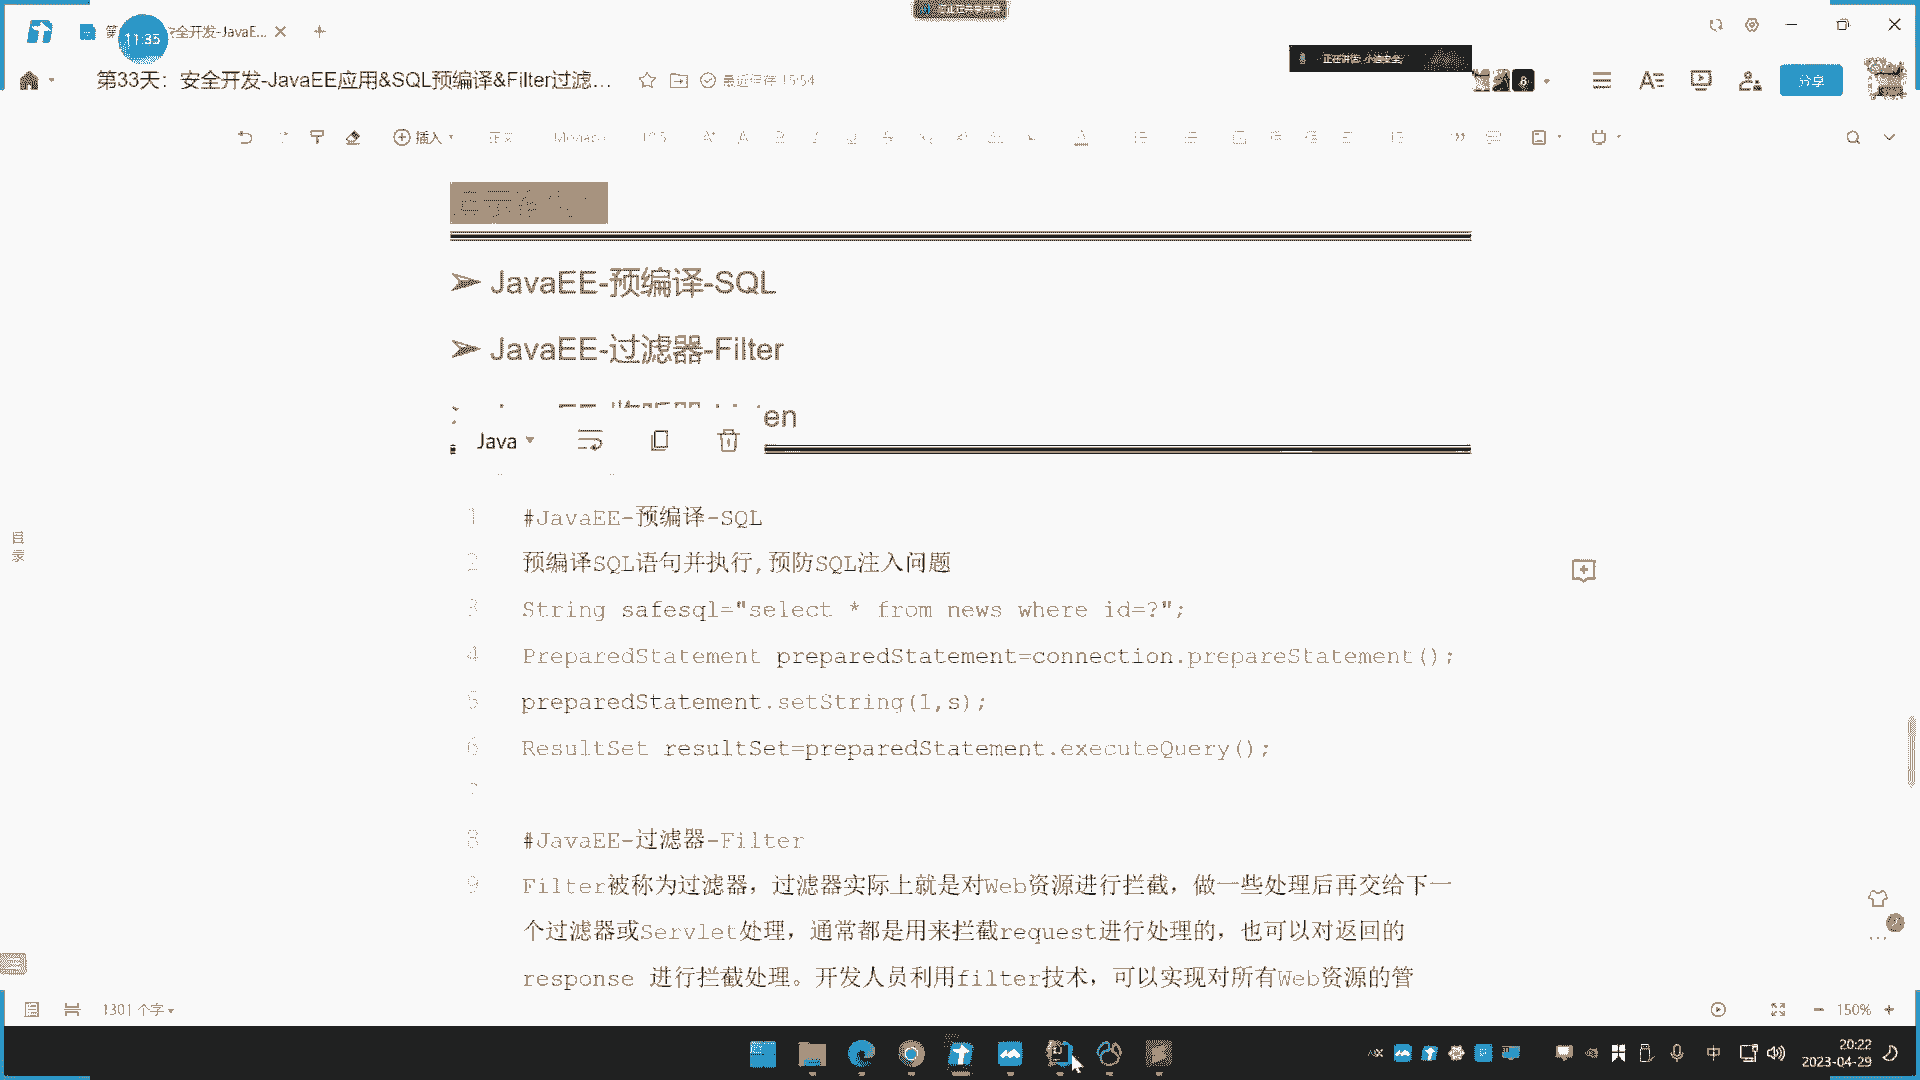 11:35
安全开发-JavaE...
第33天：安全开发-JavaEE应用&SQL预编译&Filter过滤...
最近保存 15:54
分享
插入
正文
➢ JavaEE-预编译-SQL
➢ JavaEE-过滤器-Filter
en
Java
目录
1 #JavaEE-预编译-SQL
2 预编译SQL语句并执行,预防SQL注入问题
3 String safesql="select * from news where id=?";
4 PreparedStatement preparedStatement=connection.prepareStatement();
5 preparedStatement.setString(1,s);
6 ResultSet resultSet=preparedStatement.executeQuery();
7
8 #JavaEE-过滤器-Filter
9 Filter被称为过滤器，过滤器实际上就是对Web资源进行拦截，做一些处理后再交给下一
个过滤器或Servlet处理，通常都是用来拦截request进行处理的，也可以对返回的
response 进行拦截处理。开发人员利用filter技术，可以实现对所有Web资源的管
1301 个字
150%
中
20:22
2023-04-29